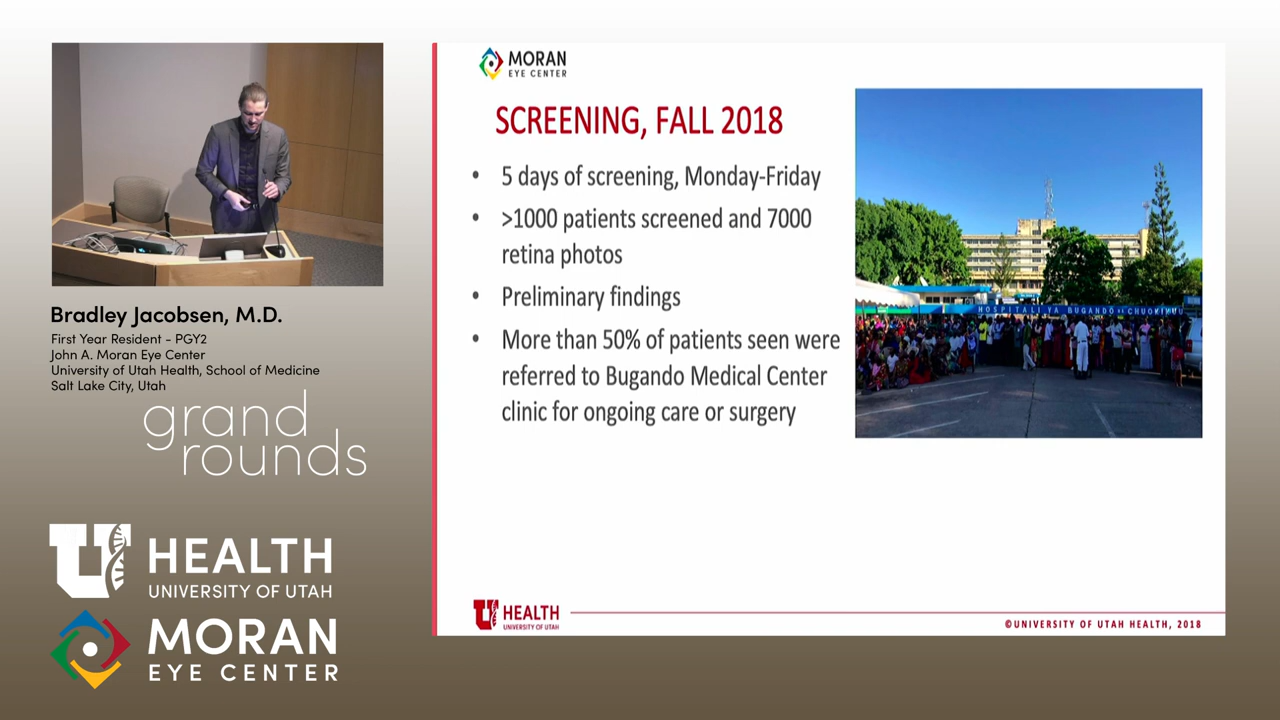 Bradley Jacobsen, M.D.
First Year Resident - PGY2
John A. Moran Eye Center
University of Utah Health, School of Medicine
Salt Lake City, Utah
grand
rounds
U HEALTH
UNIVERSITY OF UTAH
MORAN
EYE CENTER
MORAN
EYE CENTER
SCREENING, FALL 2018
• 5 days of screening, Monday-Friday
• >1000 patients screened and 7000
retina photos
• Preliminary findings
• More than 50% of patients seen were
referred to Bugando Medical Center
clinic for ongoing care or surgery
HOSPITALI YA BUGANDO
U HEALTH
UNIVERSITY OF UTAH
©UNIVERSITY OF UTAH HEALTH, 2018